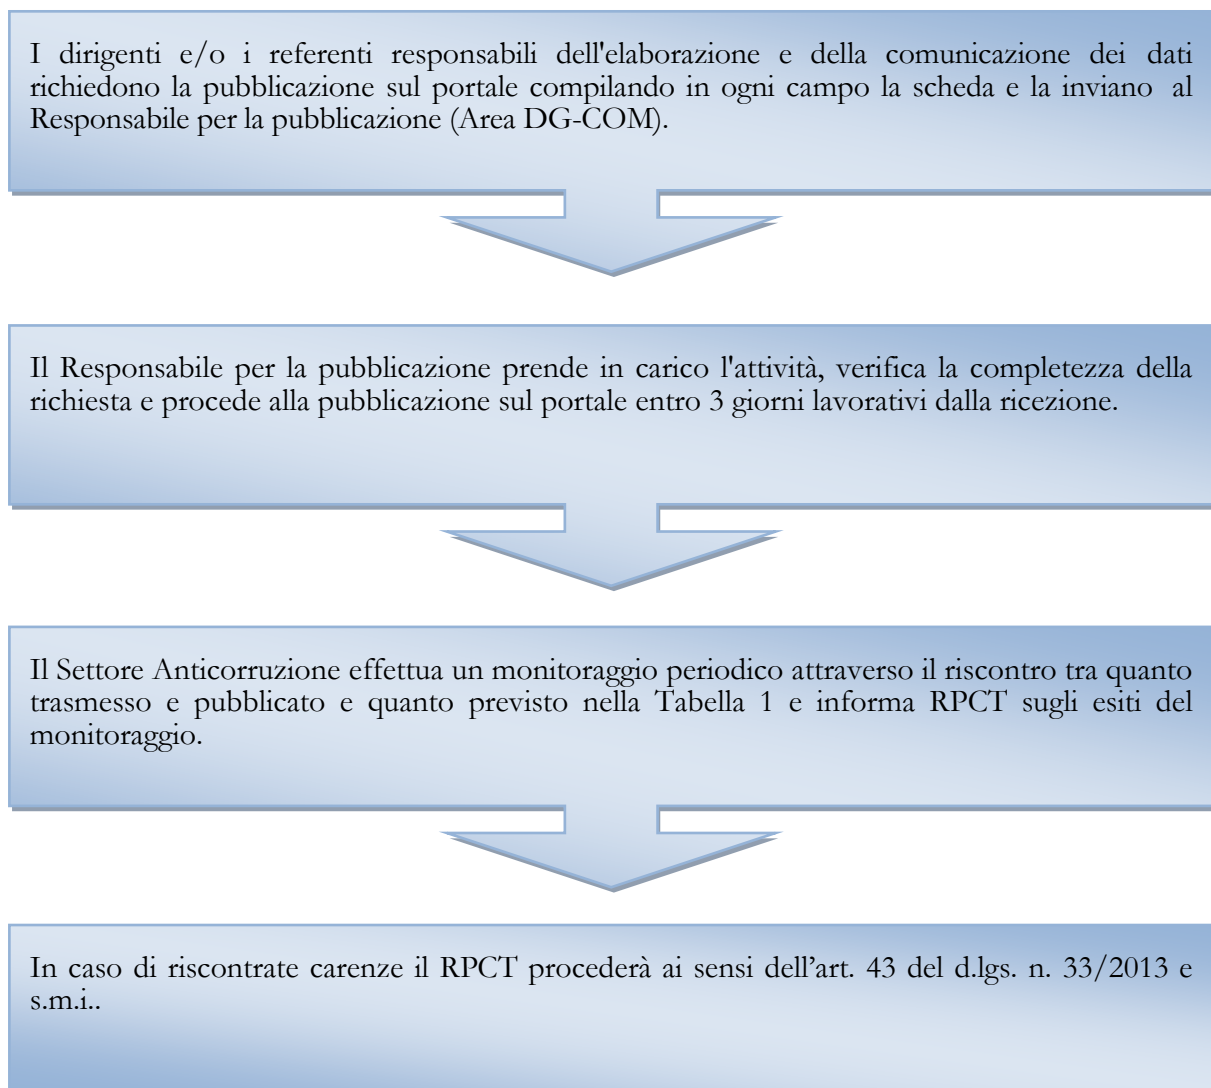 I dirigenti e/o i referenti responsabili dell'elaborazione e della comunicazione dei dati
richiedono la pubblicazione sul portale compilando in ogni campo la scheda e la inviano al
Responsabile per la pubblicazione (Area DG-COM).
Il Responsabile per la pubblicazione prende in carico l'attività, verifica la completezza della
richiesta e procede alla pubblicazione sul portale entro 3 giorni lavorativi dalla ricezione.
Il Settore Anticorruzione effettua un monitoraggio periodico attraverso il riscontro tra quanto
trasmesso e pubblicato e quanto previsto nella Tabella 1 e informa RPCT sugli esiti del
monitoraggio.
In caso di riscontrate carenze il RPCT procederà ai sensi dell’art. 43 del d.lgs. n. 33/2013 e
s.m.i..